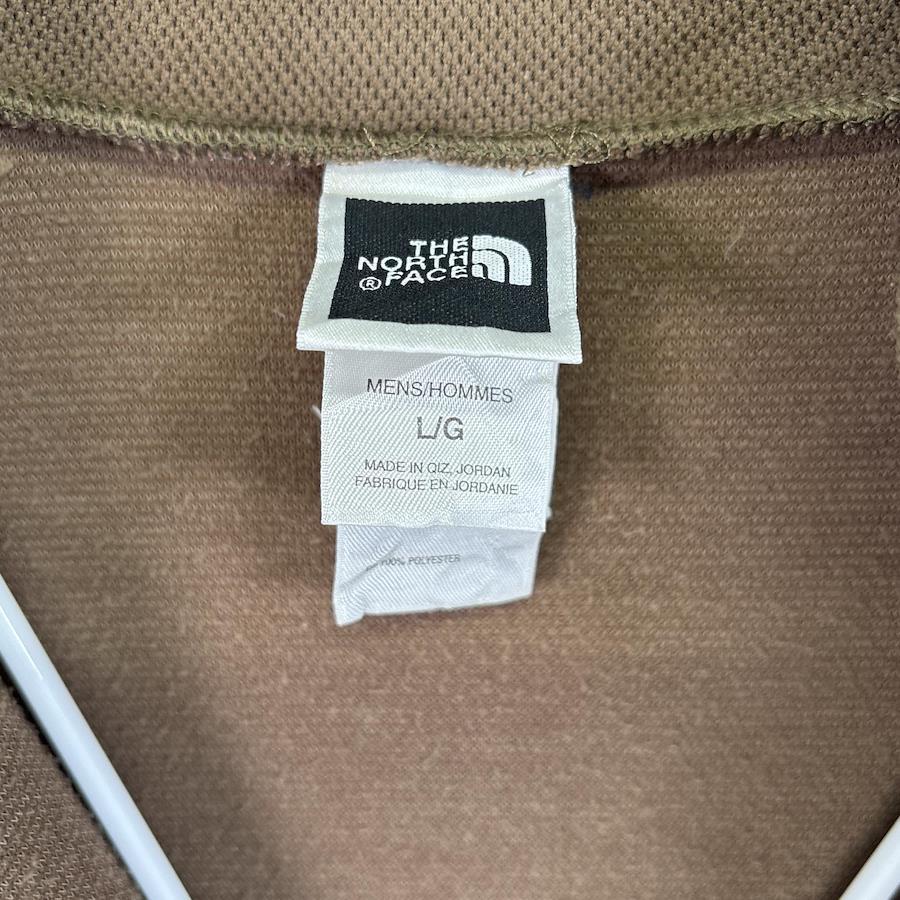 THE
NORTH
®FACE
MENS/HOMMES
L/G
MADE IN QIZ, JORDAN
FABRIQUE EN JORDANIE
100% POLYESTER